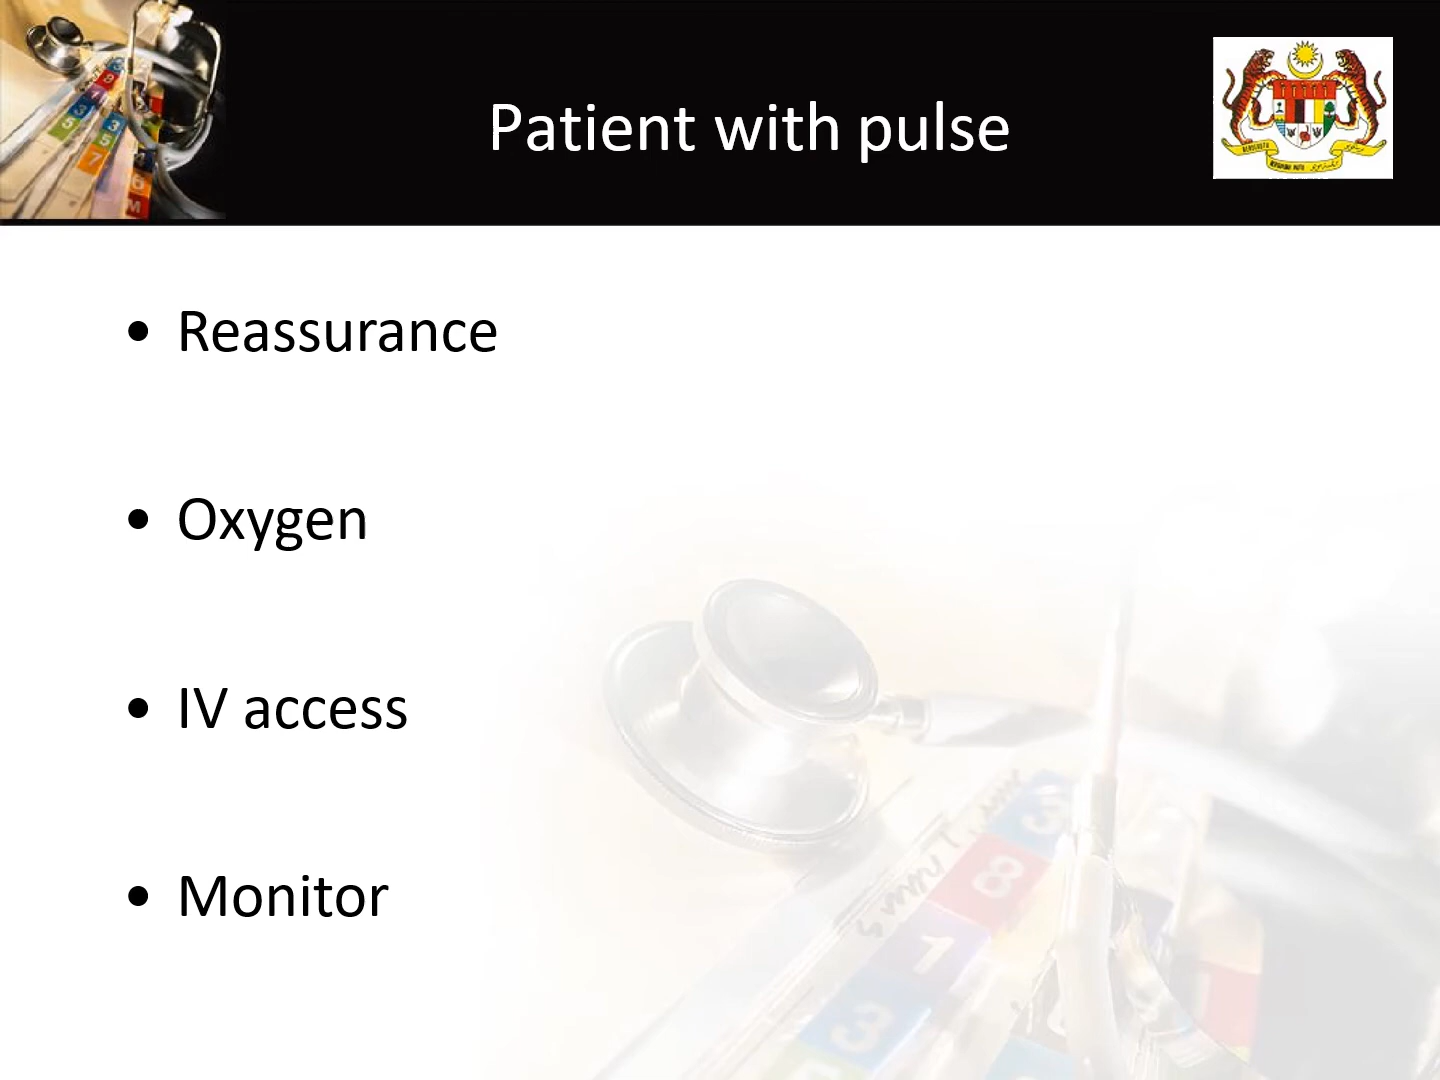 Patient with pulse
• Reassurance
• Oxygen
• IV access
• Monitor